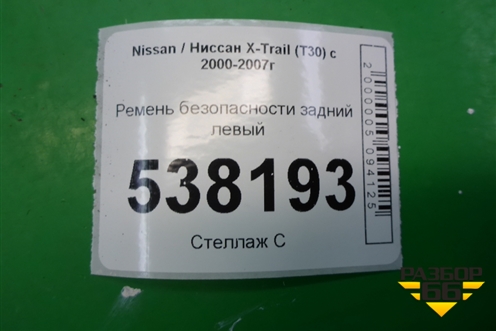 Nissan / Ниссан X-Trail (T30) с
2000-2007г
Ремень безопасности задний
левый
538193
Стеллаж С
2000005094125
РАЗБОР
66